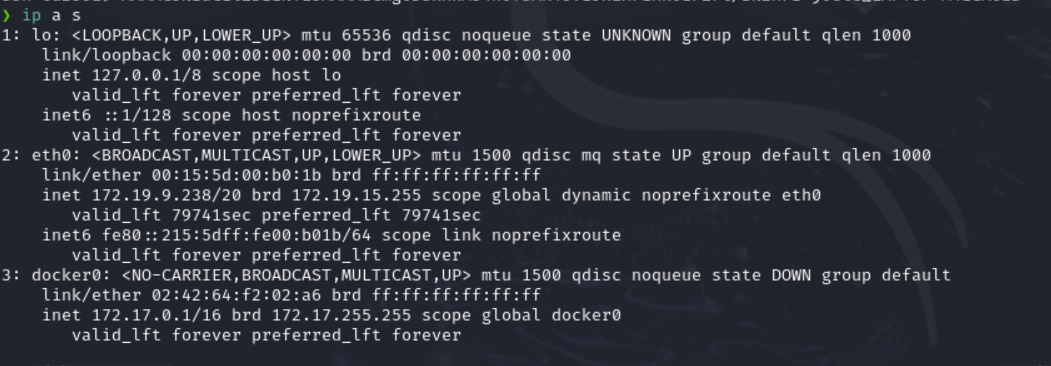 ❯ ip a s
1: lo: <LOOPBACK,UP,LOWER_UP> mtu 65536 qdisc noqueue state UNKNOWN group default qlen 1000
    link/loopback 00:00:00:00:00:00 brd 00:00:00:00:00:00
    inet 127.0.0.1/8 scope host lo
       valid_lft forever preferred_lft forever
    inet6 ::1/128 scope host noprefixroute
       valid_lft forever preferred_lft forever
2: eth0: <BROADCAST,MULTICAST,UP,LOWER_UP> mtu 1500 qdisc mq state UP group default qlen 1000
    link/ether 00:15:5d:00:b0:1b brd ff:ff:ff:ff:ff:ff
    inet 172.19.9.238/20 brd 172.19.15.255 scope global dynamic noprefixroute eth0
       valid_lft 79741sec preferred_lft 79741sec
    inet6 fe80::215:5dff:fe00:b01b/64 scope link noprefixroute
       valid_lft forever preferred_lft forever
3: docker0: <NO-CARRIER,BROADCAST,MULTICAST,UP> mtu 1500 qdisc noqueue state DOWN group default
    link/ether 02:42:64:f2:02:a6 brd ff:ff:ff:ff:ff:ff
    inet 172.17.0.1/16 brd 172.17.255.255 scope global docker0
       valid_lft forever preferred_lft forever